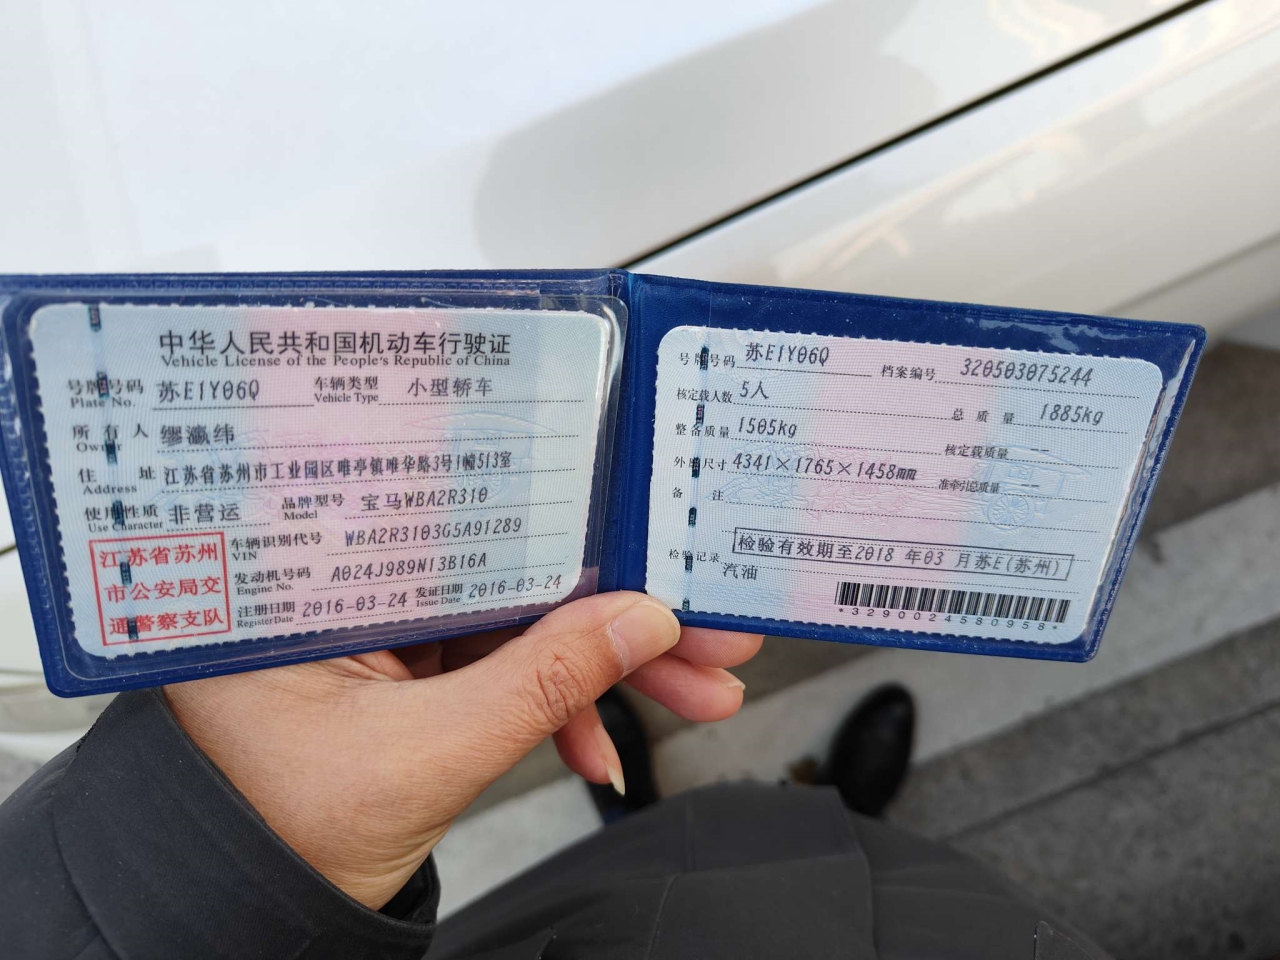 中华人民共和国机动车行驶证
Vehicle License of the People's Republic of China
号牌号码 苏E1Y06Q 车辆类型 小型轿车
Plate No. Vehicle Type
所有人 缪瀛纬
Owner
住址 江苏省苏州市工业园区唯亭镇唯华路3号1幢513室
Address
使用性质 非营运 品牌型号 宝马WBA2R310
Use Character Model
江苏省苏州
市公安局交
通警察支队
车辆识别代号 WBA2R3103G5A91289
VIN
发动机号码 A024J989N13B16A
Engine No.
注册日期 2016-03-24 发证日期 2016-03-24
Register Date Issue Date
号牌号码 苏E1Y06Q 档案编号 320503075244
核定载人数 5人 总质量 1885kg
整备质量 1505kg 核定载质量 --
外廓尺寸 4341×1765×1458mm 准牵引总质量 --
备注
检验有效期至2018 年03 月苏E(苏州)
检验记录
汽油
*3290024580958*